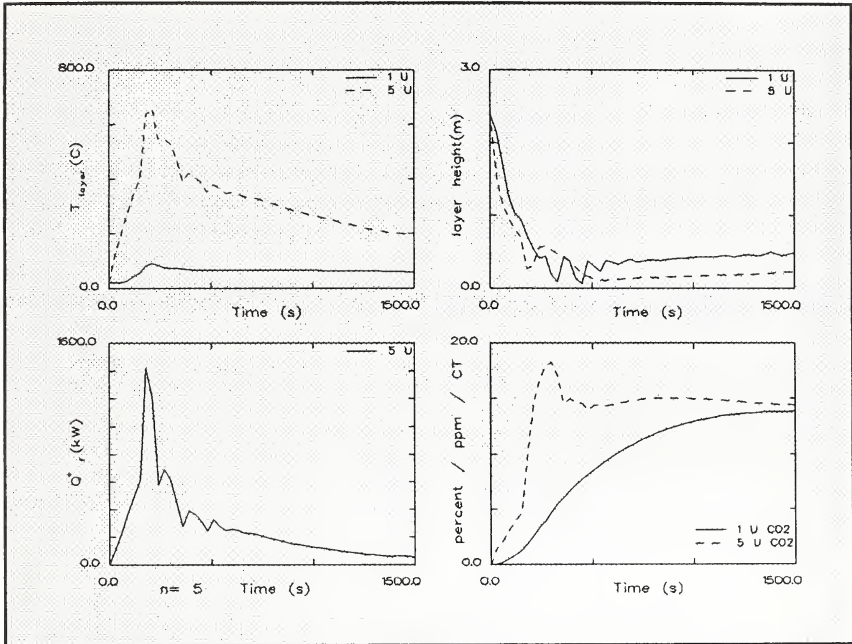 800.0
1 U
5 U
T layer (C)
0.0
0.0
Time (s)
1500.0
3.0
1 U
5 U
layer height(m)
0.0
0.0
Time (s)
1500.0
1600.0
5 U
(kW)
0.0
0.0
n= 5
Time (s)
1500.0
20.0
percent / ppm / CT
1 U CO2
5 U CO2
0.0
0.0
Time (s)
1500.0